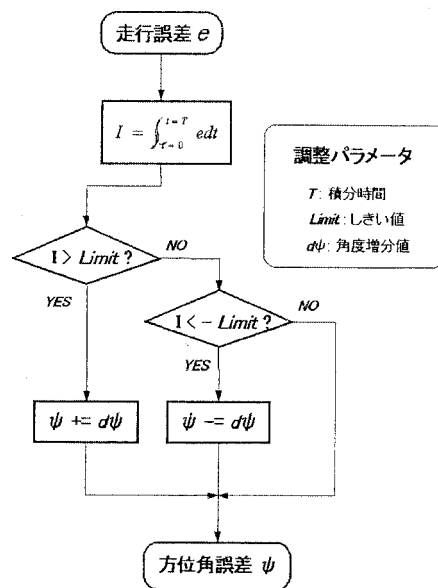 走行誤差 e
I = ∫_{t=0}^{t=T} edt
調整パラメータ
T: 積分時間
Limit: しきい値
dψ: 角度増分値
I > Limit ?
NO
YES
I < − Limit ?
NO
YES
ψ += dψ
ψ −= dψ
方位角誤差 ψ